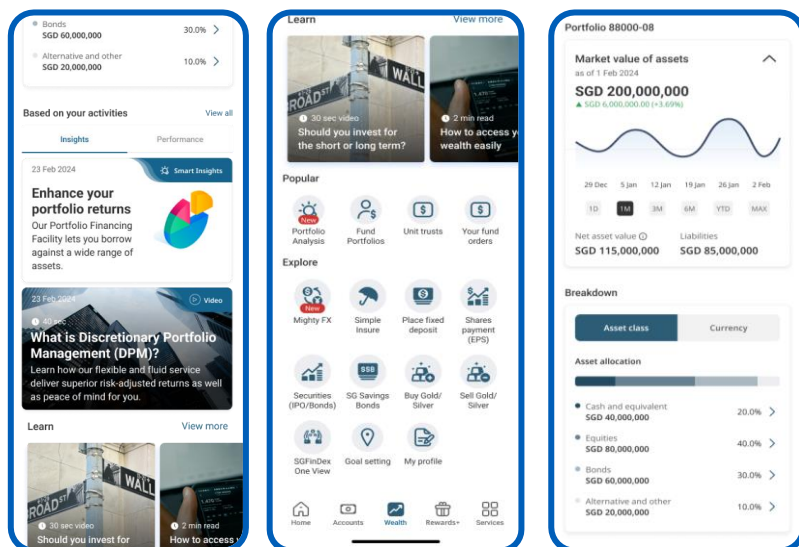 Bonds
SGD 60,000,000
30.0%
Alternative and other
SGD 20,000,000
10.0%
Based on your activities
View all
Insights
Performance
23 Feb 2024
Smart Insights
Enhance your
portfolio returns
Our Portfolio Financing
Facility lets you borrow
against a wide range of
assets.
23 Feb 2024
Video
40 sec
What is Discretionary Portfolio
Management (DPM)?
Learn how our flexible and fluid service
deliver superior risk-adjusted returns as well
as peace of mind for you.
Learn
View more
BROAD ST
WALL
30 sec video
Should you invest for
2 min read
How to access
Learn
View more
BROAD ST
WALL
30 sec video
Should you invest for
the short or long term?
2 min read
How to access
wealth easily
Popular
New
Portfolio
Analysis
Fund
Portfolios
Unit trusts
Your fund
orders
Explore
New
Mighty FX
Simple
Insure
Place fixed
deposit
Shares
payment
(EPS)
Securities
(IPO/Bonds)
SSB
SG Savings
Bonds
Buy Gold/
Silver
Sell Gold/
Silver
SGFinDex
One View
Goal setting
My profile
Home
Accounts
Wealth
Rewards+
Services
Portfolio 88000-08
Market value of assets
as of 1 Feb 2024
SGD 200,000,000
▲ SGD 6,000,000.00 (+3.69%)
29 Dec
5 Jan
12 Jan
19 Jan
26 Jan
2 Feb
1D
1M
3M
6M
YTD
MAX
Net asset value
SGD 115,000,000
Liabilities
SGD 85,000,000
Breakdown
Asset class
Currency
Asset allocation
Cash and equivalent
SGD 40,000,000
20.0%
Equities
SGD 80,000,000
40.0%
Bonds
SGD 60,000,000
30.0%
Alternative and other
SGD 20,000,000
10.0%